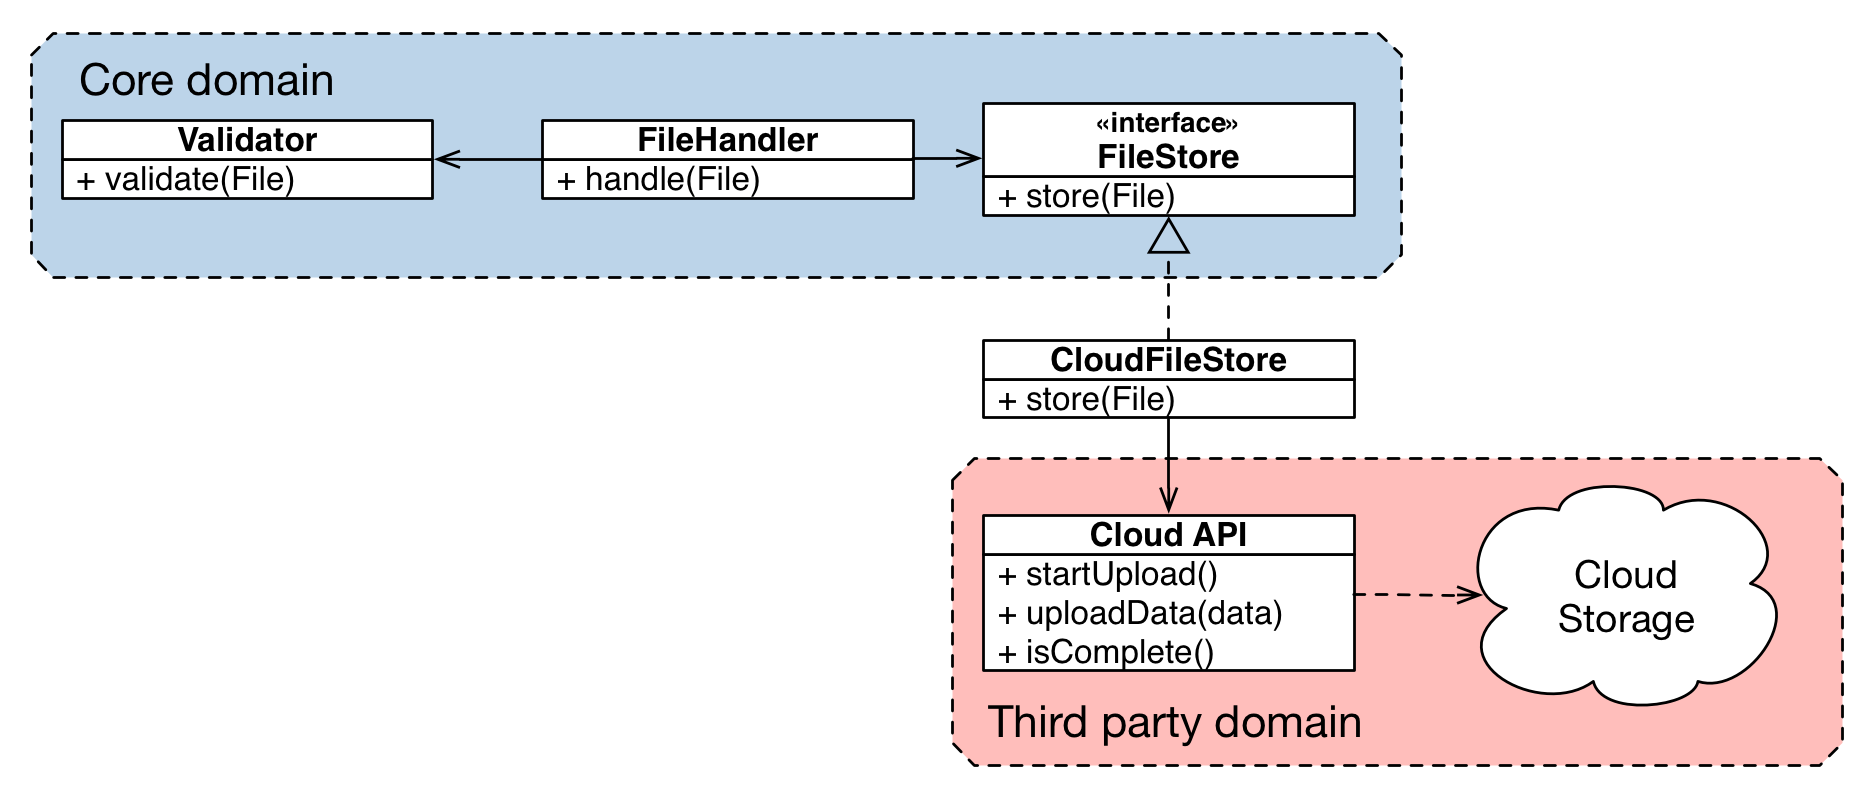 Core domain
Validator
+ validate(File)
FileHandler
+ handle(File)
«interface»
FileStore
+ store(File)
CloudFileStore
+ store(File)
Cloud API
+ startUpload()
+ uploadData(data)
+ isComplete()
Cloud
Storage
Third party domain